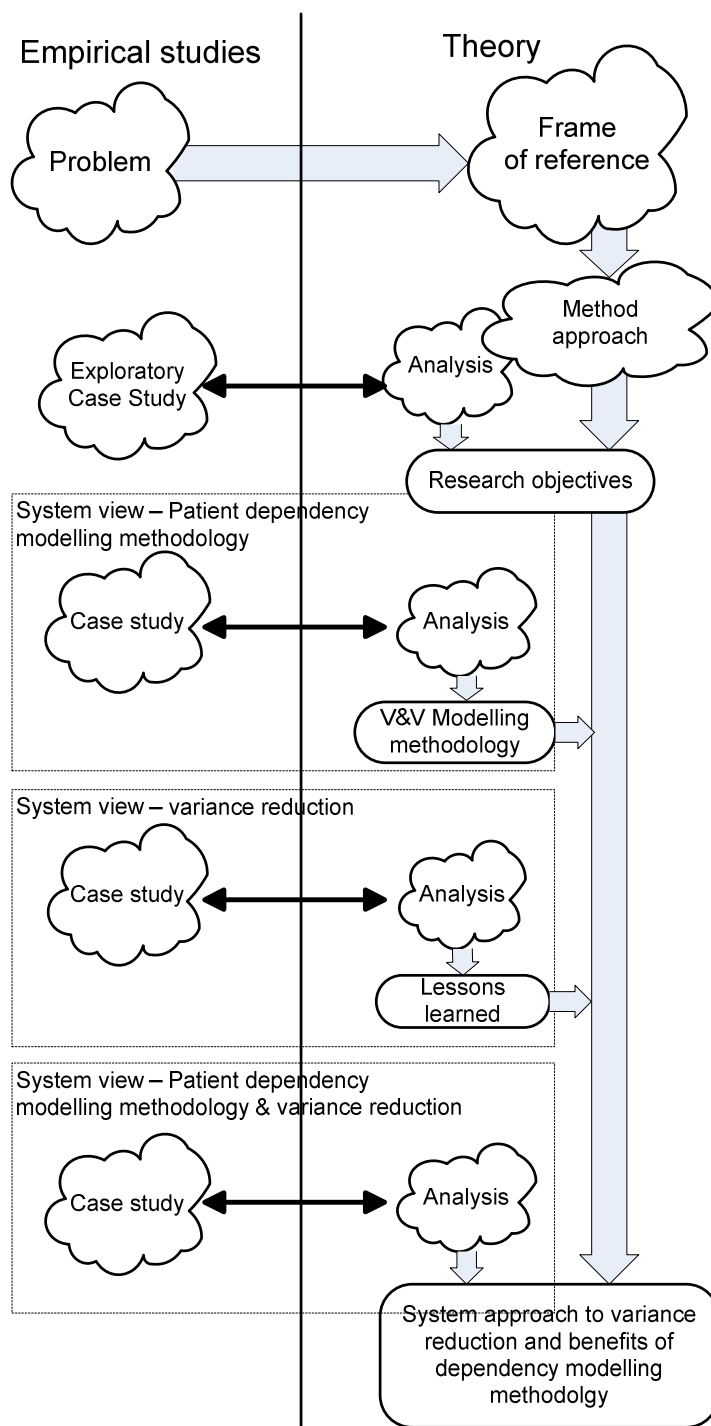 Empirical studies
Theory
Problem
Frame
of reference
Method
approach
Exploratory
Case Study
Analysis
Research objectives
System view – Patient dependency
modelling methodology
Case study
Analysis
V&V Modelling
methodology
System view – variance reduction
Case study
Analysis
Lessons
learned
System view – Patient dependency
modelling methodology & variance reduction
Case study
Analysis
System approach to variance
reduction and benefits of
dependency modelling
methodolgy